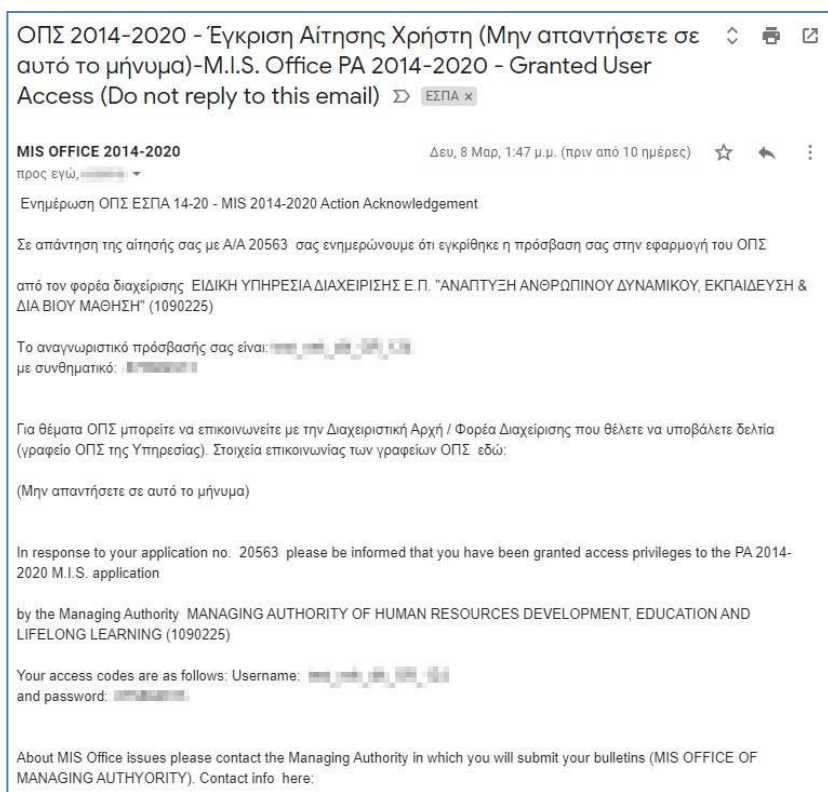 ΟΠΣ 2014-2020 - Έγκριση Αίτησης Χρήστη (Μην απαντήσετε σε
αυτό το μήνυμα)-M.I.S. Office PA 2014-2020 - Granted User
Access (Do not reply to this email) ΕΣΠΑ ×
MIS OFFICE 2014-2020 Δευ, 8 Μαρ, 1:47 μ.μ. (πριν από 10 ημέρες)
προς εγώ,
Ενημέρωση ΟΠΣ ΕΣΠΑ 14-20 - MIS 2014-2020 Action Acknowledgement
Σε απάντηση της αίτησής σας με Α/Α 20563 σας ενημερώνουμε ότι εγκρίθηκε η πρόσβαση σας στην εφαρμογή του ΟΠΣ
από τον φορέα διαχείρισης ΕΙΔΙΚΗ ΥΠΗΡΕΣΙΑ ΔΙΑΧΕΙΡΙΣΗΣ Ε.Π. "ΑΝΑΠΤΥΞΗ ΑΝΘΡΩΠΙΝΟΥ ΔΥΝΑΜΙΚΟΥ, ΕΚΠΑΙΔΕΥΣΗ &
ΔΙΑ ΒΙΟΥ ΜΑΘΗΣΗ" (1090225)
Το αναγνωριστικό πρόσβασής σας είναι:
με συνθηματικό:
Για θέματα ΟΠΣ μπορείτε να επικοινωνείτε με την Διαχειριστική Αρχή / Φορέα Διαχείρισης που θέλετε να υποβάλετε δελτία
(γραφείο ΟΠΣ της Υπηρεσίας). Στοιχεία επικοινωνίας των γραφείων ΟΠΣ εδώ:
(Μην απαντήσετε σε αυτό το μήνυμα)
In response to your application no. 20563 please be informed that you have been granted access privileges to the PA 2014-
2020 M.I.S. application
by the Managing Authority MANAGING AUTHORITY OF HUMAN RESOURCES DEVELOPMENT, EDUCATION AND
LIFELONG LEARNING (1090225)
Your access codes are as follows: Username:
and password:
About MIS Office issues please contact the Managing Authority in which you will submit your bulletins (MIS OFFICE OF
MANAGING AUTHYORITY). Contact info here: